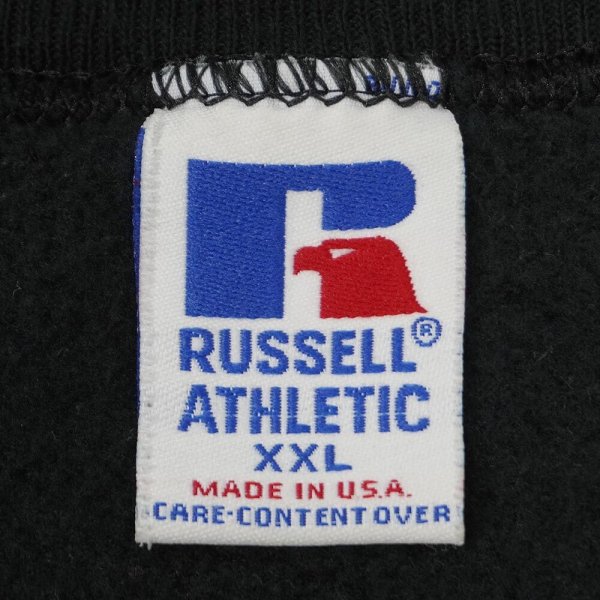 RUSSELL®
ATHLETIC
XXL
MADE IN U.S.A.
CARE-CONTENT OVER